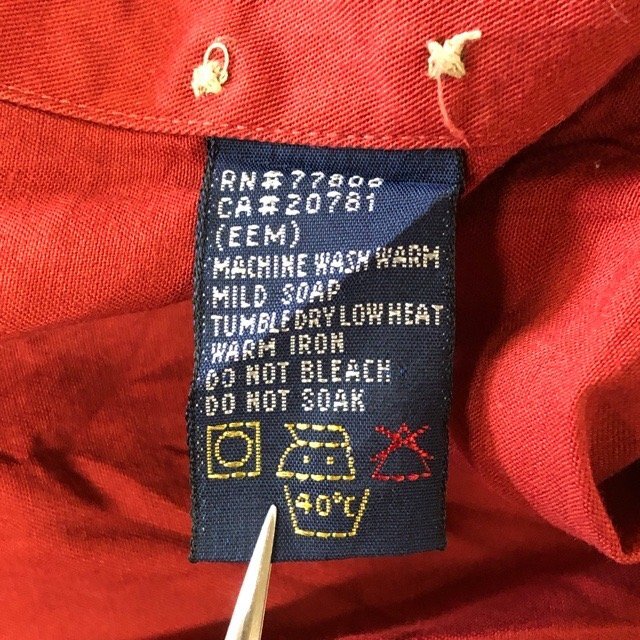 RN#77806
CA#20781
(EEM)
MACHINE WASH WARM
MILD SOAP
TUMBLE DRY LOW HEAT
WARM IRON
DO NOT BLEACH
DO NOT SOAK
40°C